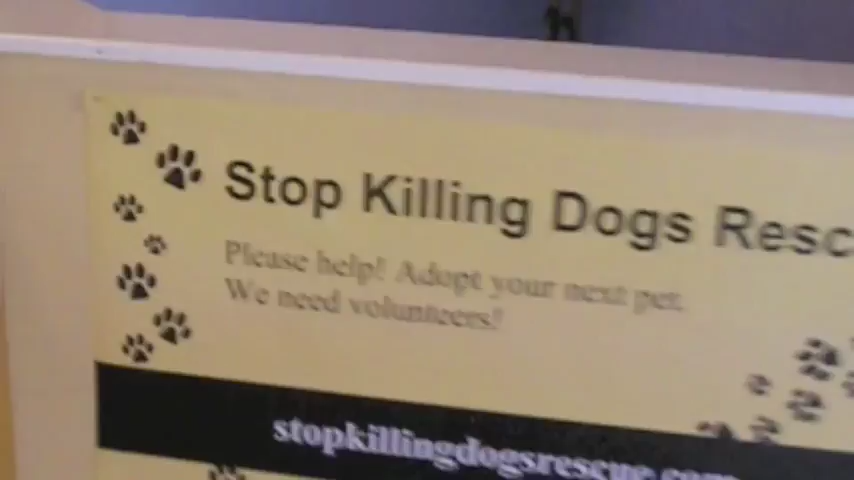 Stop Killing Dogs Resc
Please help! Adopt your next pet.
We need volunteers!
stopkillingdogsrescue.com